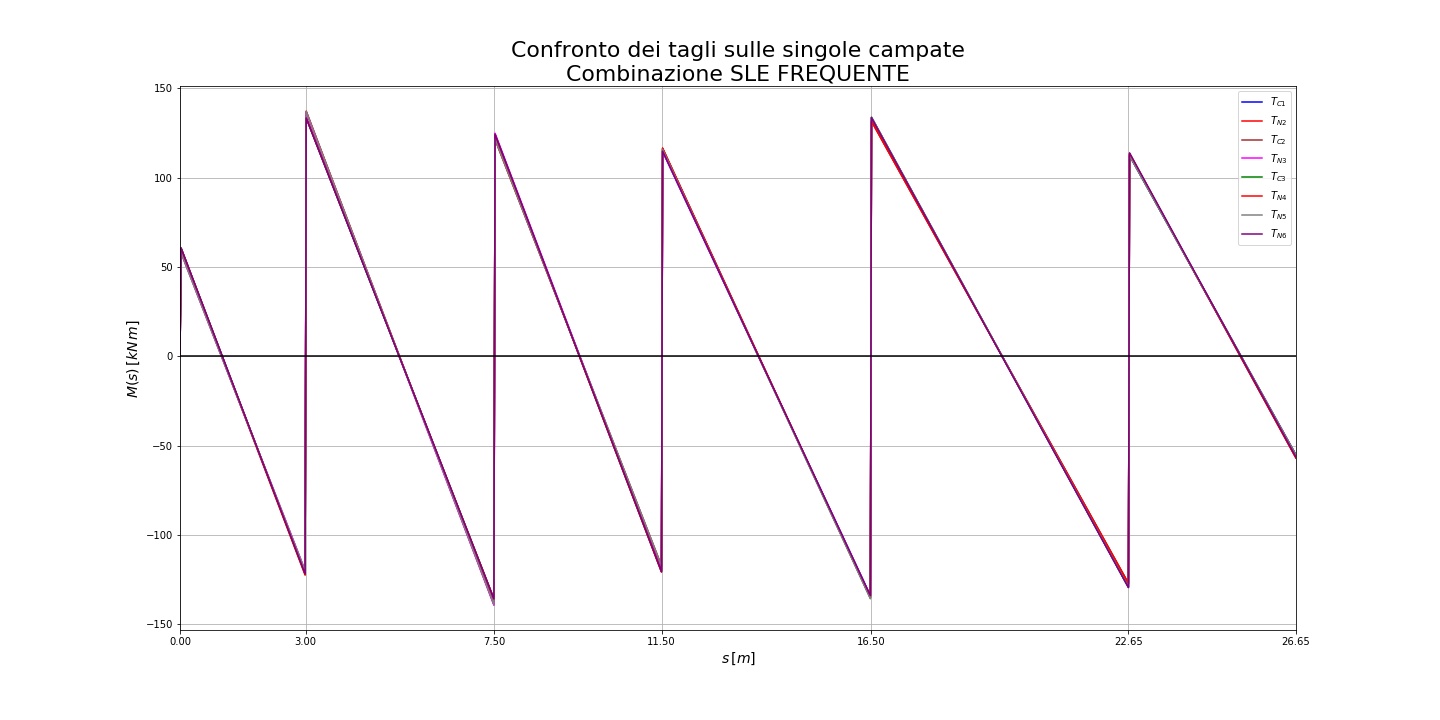 Confronto dei tagli sulle singole campate
Combinazione SLE FREQUENTE
150
100
50
0
−50
−100
−150
M(s) [kNm]
0.00 3.00 7.50 11.50 16.50 22.65 26.65
s [m]
T_C1
T_N2
T_C2
T_N3
T_C3
T_N4
T_N5
T_N6